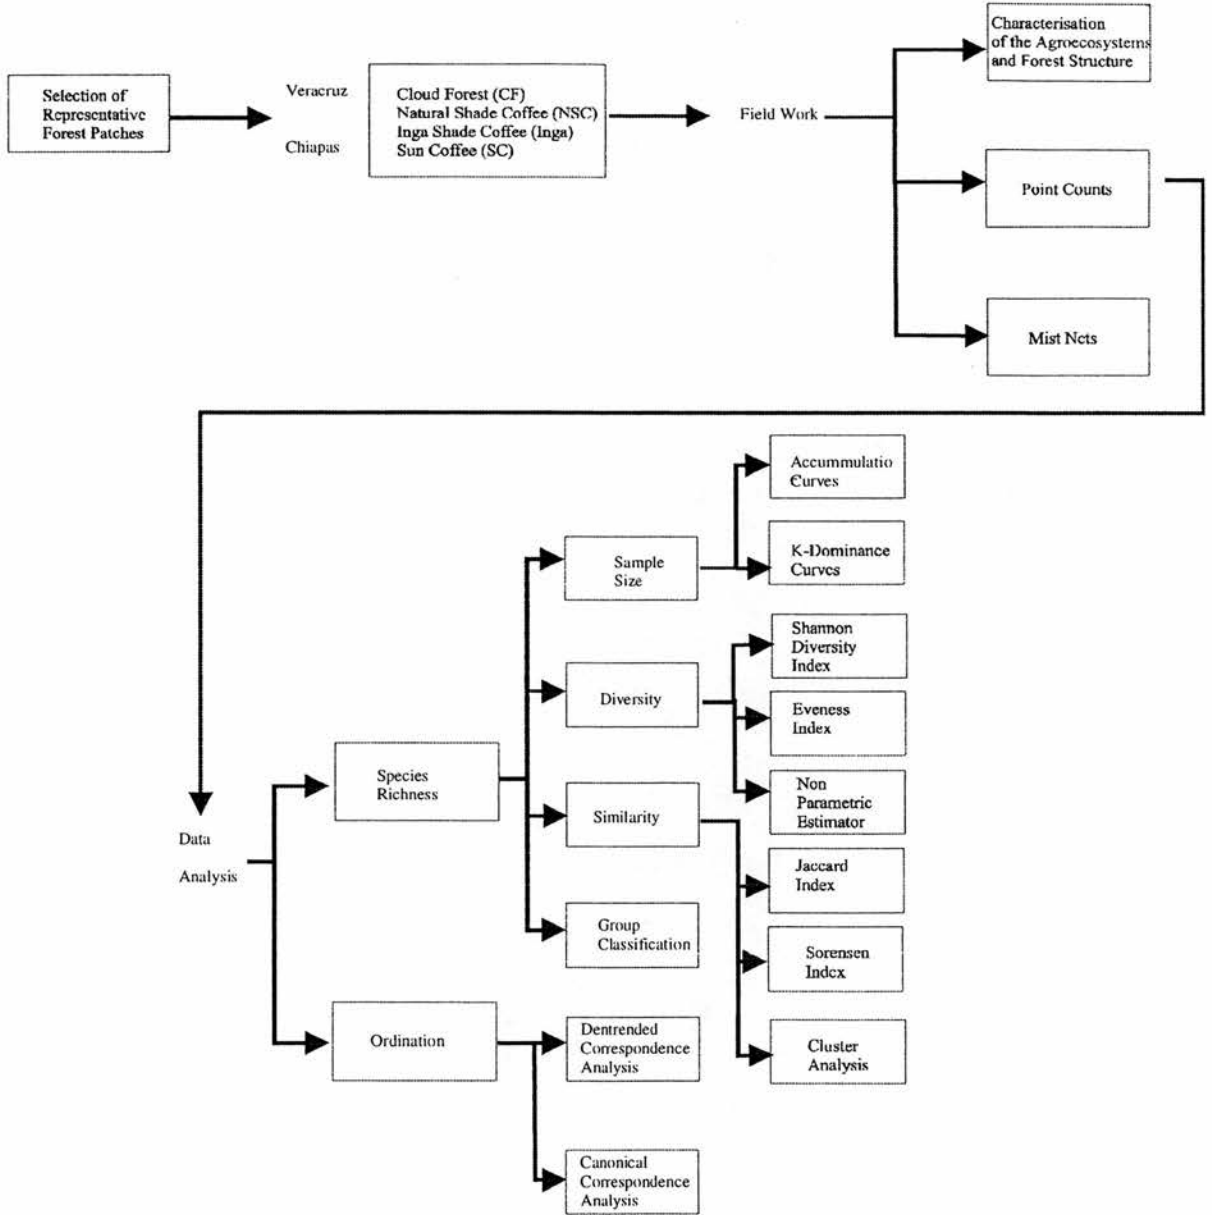 Selection of
Representative
Forest Patches
Veracruz
Chiapas
Cloud Forest (CF)
Natural Shade Coffee (NSC)
Inga Shade Coffee (Inga)
Sun Coffee (SC)
Field Work
Characterisation
of the Agroecosystems
and Forest Structure
Point Counts
Mist Nets
Data
Analysis
Species
Richness
Ordination
Sample
Size
Diversity
Similarity
Group
Classification
Dentrended
Correspondence
Analysis
Canonical
Correspondence
Analysis
Accummulatio
Curves
K-Dominance
Curves
Shannon
Diversity
Index
Eveness
Index
Non
Parametric
Estimator
Jaccard
Index
Sorensen
Index
Cluster
Analysis